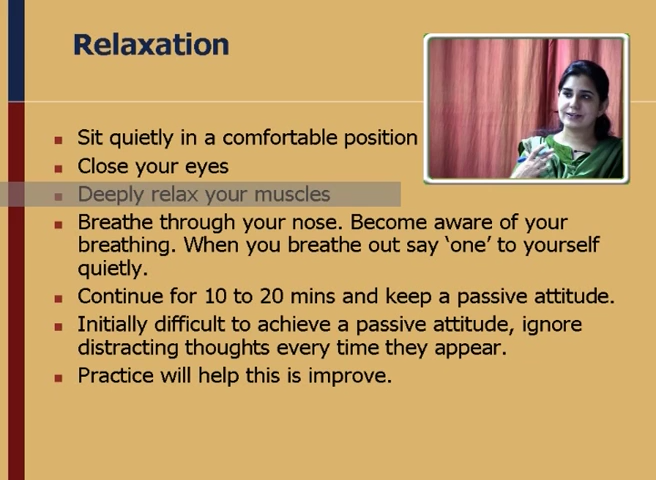 Relaxation
Sit quietly in a comfortable position
Close your eyes
Deeply relax your muscles
Breathe through your nose. Become aware of your
breathing. When you breathe out say ‘one’ to yourself
quietly.
Continue for 10 to 20 mins and keep a passive attitude.
Initially difficult to achieve a passive attitude, ignore
distracting thoughts every time they appear.
Practice will help this is improve.